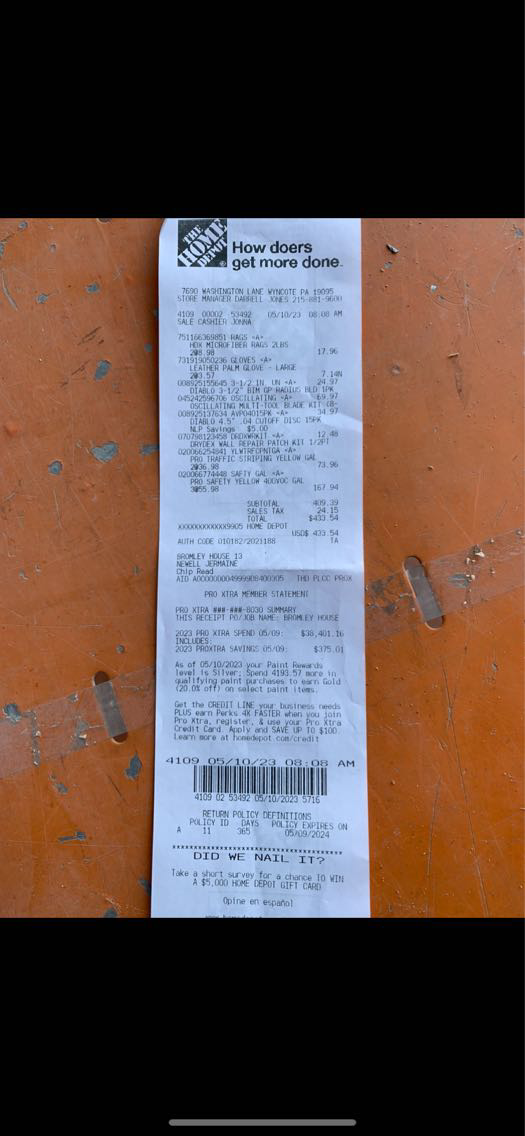 THE
HOME
DEPOT
How doers
get more done.
7690 WASHINGTON LANE WYNCOTE PA 19095
STORE MANAGER DARRELL JONES 215-881-9600
4109 00002 53492 05/10/23 08:08 AM
SALE CASHIER JONNA
751166369851 RAGS <A>
HDX MICROFIBER RAGS 2LBS
2@8.98 17.96
731919050236 GLOVES <A>
LEATHER PALM GLOVE - LARGE
2@3.57 7.14N
008925155645 3-1/2 IN UN <A> 24.97
DIABLO 3-1/2" BIM GP RADIUS BLD 1PK
045242596706 OSCILLATING <A> 69.97
OSCILLATING MULTI-TOOL BLADE KIT (8-
008925137634 AVP04015PK <A> 34.97
DIABLO 4.5" .04 CUTOFF DISC 15PK
NLP Savings $5.00
070798123458 DRDXWRKIT <A> 12.48
DRYDEX WALL REPAIR PATCH KIT 1/2PT
020066254841 YLWTRFCPNTGA <A>
PRO TRAFFIC STRIPING YELLOW GAL
2@36.98 73.96
020066774448 SAFTY GAL <A>
PRO SAFETY YELLOW 400VOC GAL
3@55.98 167.94
SUBTOTAL 409.39
SALES TAX 24.15
TOTAL $433.54
XXXXXXXXXXXX9905 HOME DEPOT
USD$ 433.54
AUTH CODE 010182/2021188 TA
BROMLEY HOUSE 13
NEWELL JERMAINE
Chip Read
AID A0000000049999D8400305 THD PLCC PROX
PRO XTRA MEMBER STATEMENT
PRO XTRA ###-###-8030 SUMMARY
THIS RECEIPT PO/JOB NAME: BROMLEY HOUSE
2023 PRO XTRA SPEND 05/09: $38,401.16
INCLUDES:
2023 PROXTRA SAVINGS 05/09: $375.01
As of 05/10/2023 your Paint Rewards
level is Silver; Spend 4193.57 more in
qualifying paint purchases to earn Gold
(20.0% off) on select paint items.
Get the CREDIT LINE your business needs
PLUS earn Perks 4X FASTER when you join
Pro Xtra, register, & use your Pro Xtra
Credit Card. Apply and SAVE UP TO $100.
Learn more at homedepot.com/credit
4109 05/10/23 08:08 AM
4109 02 53492 05/10/2023 5716
RETURN POLICY DEFINITIONS
POLICY ID DAYS POLICY EXPIRES ON
A 11 365 05/09/2024
DID WE NAIL IT?
Take a short survey for a chance TO WIN
A $5,000 HOME DEPOT GIFT CARD
Opine en español